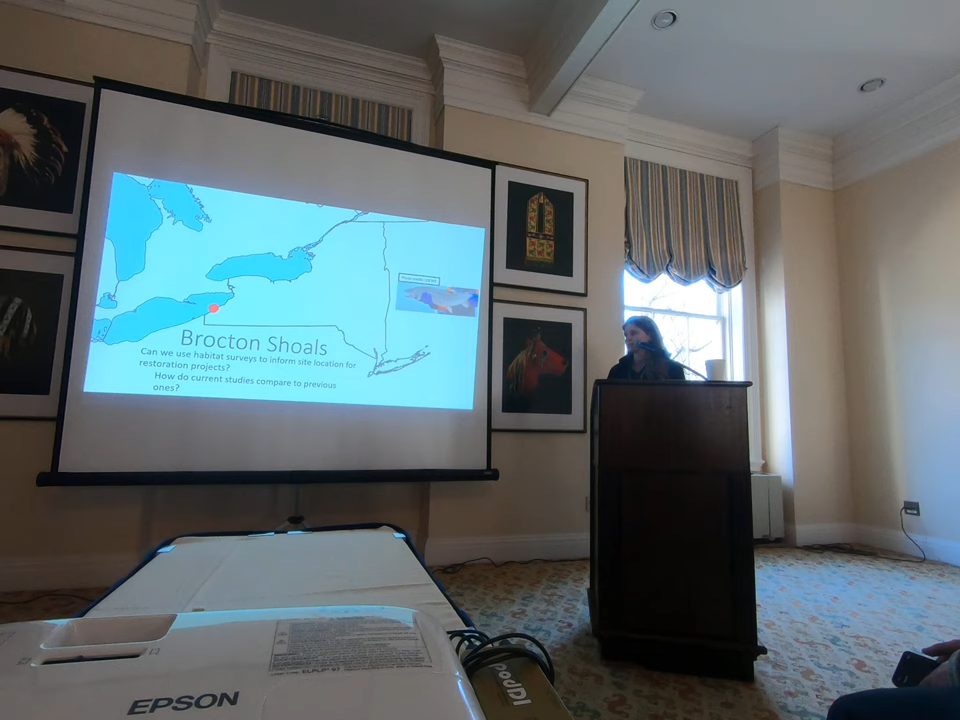 Brocton Shoals
Can we use habitat surveys to inform site location for
restoration projects?
How do current studies compare to previous
ones?
EPSON